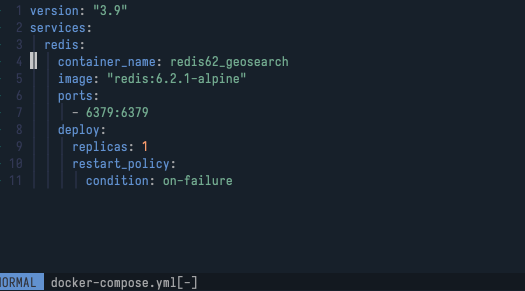 1 version: "3.9"
2 services:
3   redis:
4     container_name: redis62_geosearch
5     image: "redis:6.2.1-alpine"
6     ports:
7       - 6379:6379
8     deploy:
9       replicas: 1
10       restart_policy:
11         condition: on-failure
NORMAL docker-compose.yml[-]